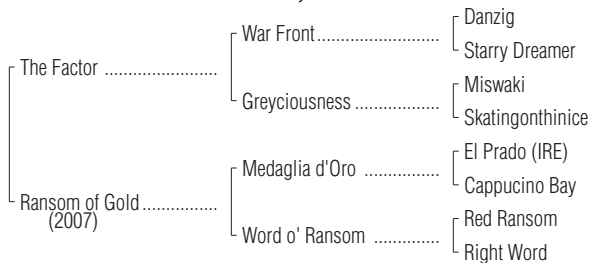 Danzig
War Front....................
Starry Dreamer
The Factor .......................
Miswaki
Greyciousness ..................
Skatingonthinice
El Prado (IRE)
Medaglia d'Oro ................
Cappucino Bay
Ransom of Gold ...............
(2007)
Red Ransom
Word o' Ransom ..............
Right Word